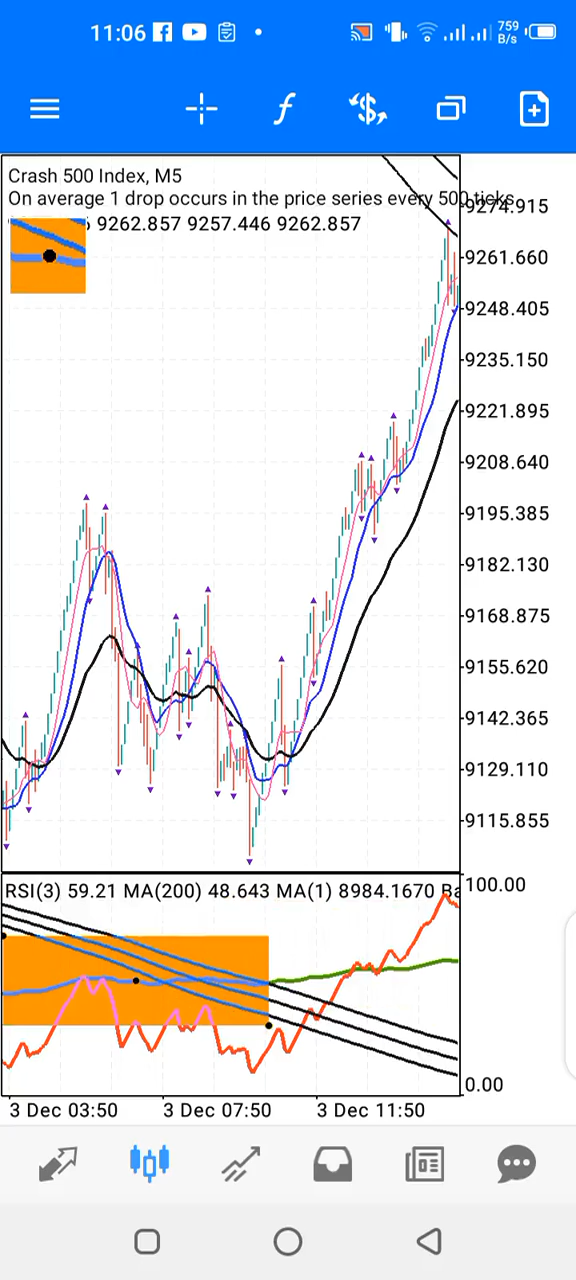 11:06
759 B/s
Crash 500 Index, M5
On average 1 drop occurs in the price series every 500 ticks
9262.857 9257.446 9262.857
9274.915
9261.660
9248.405
9235.150
9221.895
9208.640
9195.385
9182.130
9168.875
9155.620
9142.365
9129.110
9115.855
RSI(3) 59.21 MA(200) 48.643 MA(1) 8984.1670
100.00
0.00
3 Dec 03:50 3 Dec 07:50 3 Dec 11:50